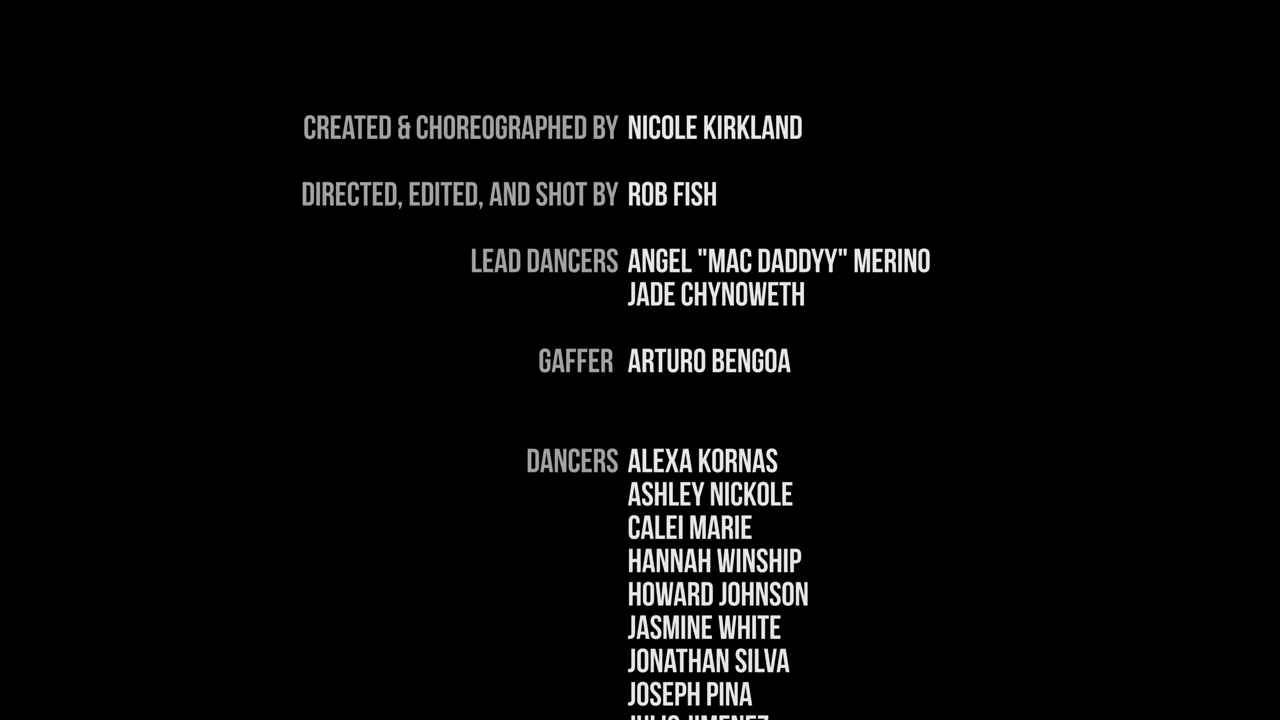 CREATED & CHOREOGRAPHED BY NICOLE KIRKLAND
DIRECTED, EDITED, AND SHOT BY ROB FISH
LEAD DANCERS ANGEL "MAC DADDYY" MERINO
JADE CHYNOWETH
GAFFER ARTURO BENGOA
DANCERS ALEXA KORNAS
ASHLEY NICKOLE
CALEI MARIE
HANNAH WINSHIP
HOWARD JOHNSON
JASMINE WHITE
JONATHAN SILVA
JOSEPH PINA